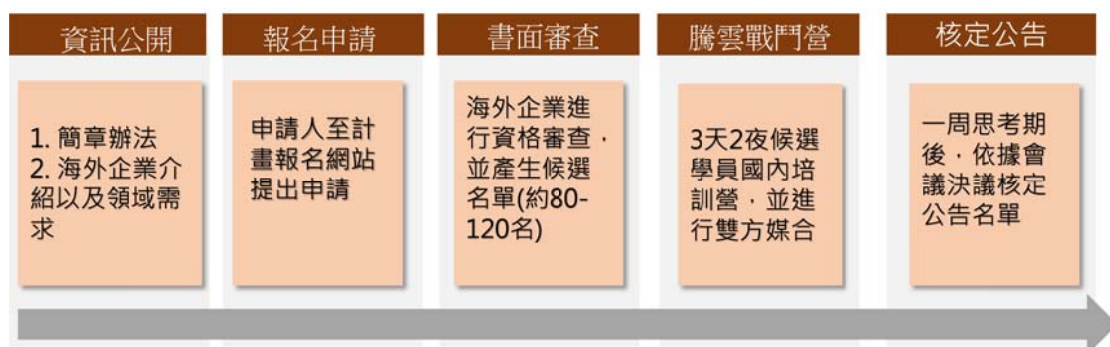 資訊公開
報名申請
書面審查
騰雲戰鬥營
核定公告
1. 簡章辦法
2. 海外企業介
紹以及領域需
求
申請人至計
畫報名網站
提出申請
海外企業進
行資格審查，
並產生候選
名單(約80-
120名)
3天2夜候選
學員國內培
訓營，並進
行雙方媒合
一周思考期
後，依據會
議決議核定
公告名單